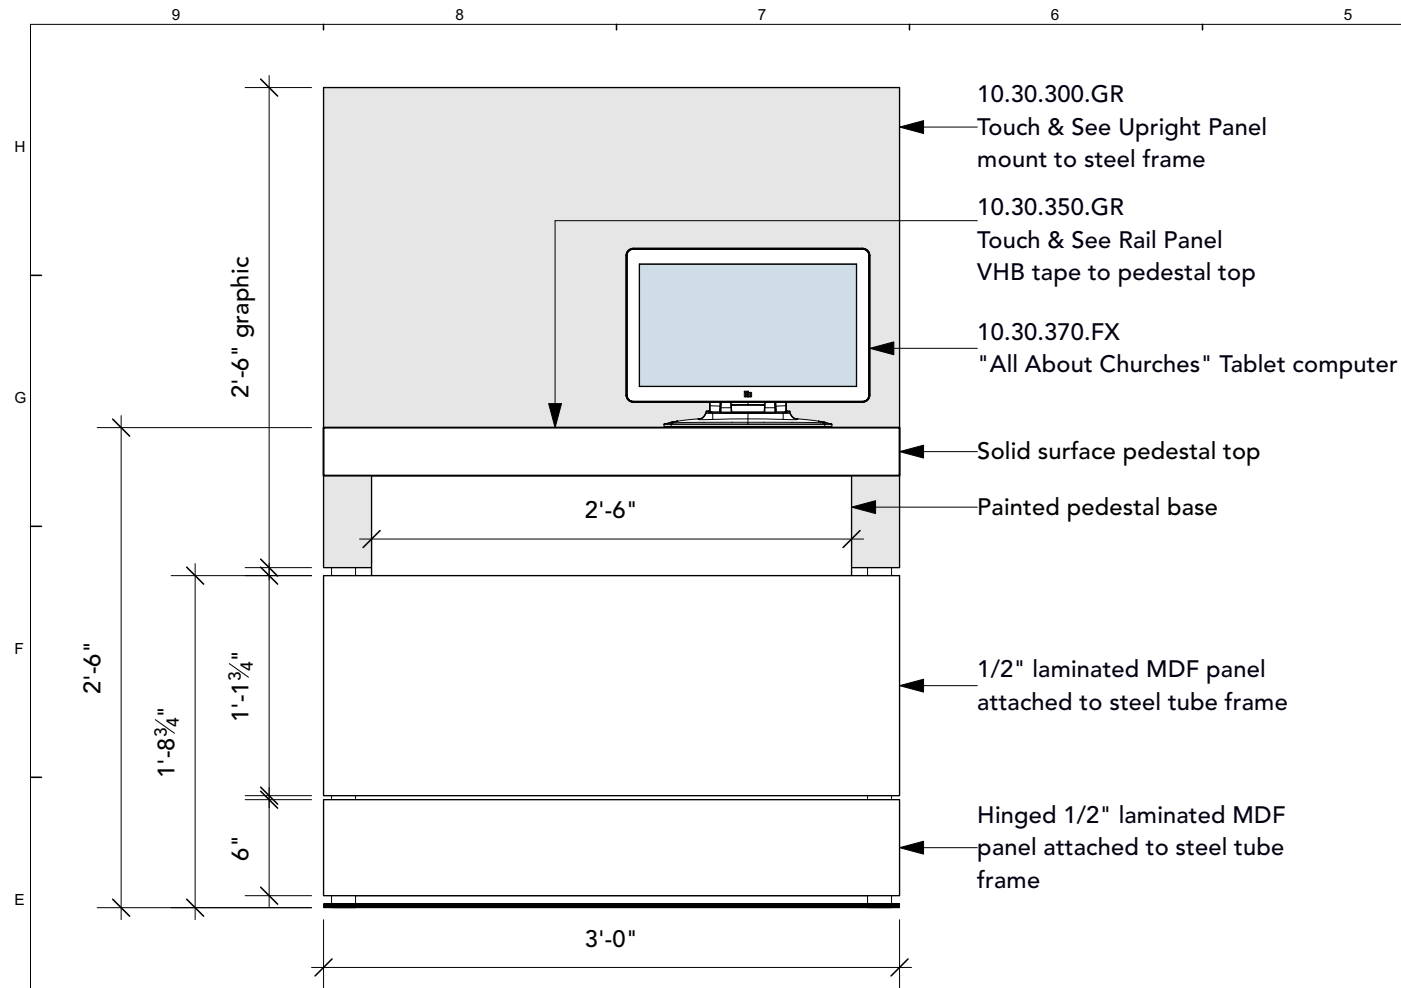 9 8 7 6 5
H
G
F
E
10.30.300.GR
Touch & See Upright Panel
mount to steel frame
10.30.350.GR
Touch & See Rail Panel
VHB tape to pedestal top
10.30.370.FX
"All About Churches" Tablet computer
Solid surface pedestal top
Painted pedestal base
1/2" laminated MDF panel
attached to steel tube frame
Hinged 1/2" laminated MDF
panel attached to steel tube
frame
2'-6" graphic
2'-6"
2'-6"
1'-8¾"
1'-1¾"
6"
3'-0"